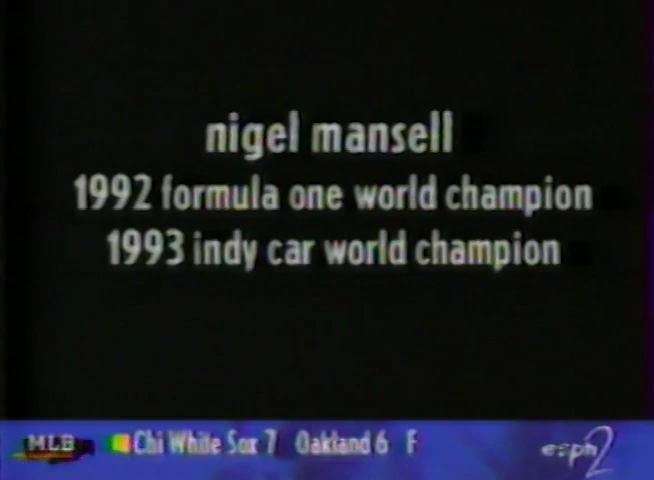 nigel mansell
1992 formula one world champion
1993 indy car world champion
MLB Chi White Sox 7 Oakland 6 F espn2